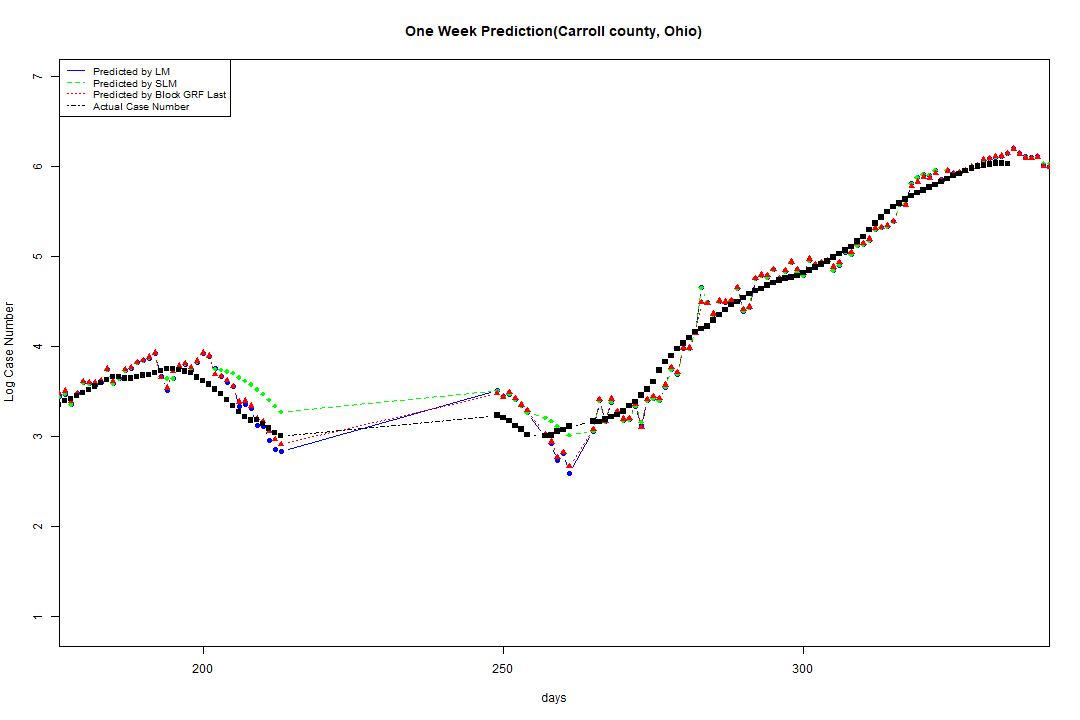 One Week Prediction(Carroll county, Ohio)
Predicted by LM
Predicted by SLM
Predicted by Block GRF Last
Actual Case Number
7
6
5
4
3
2
1
Log Case Number
200
250
300
days